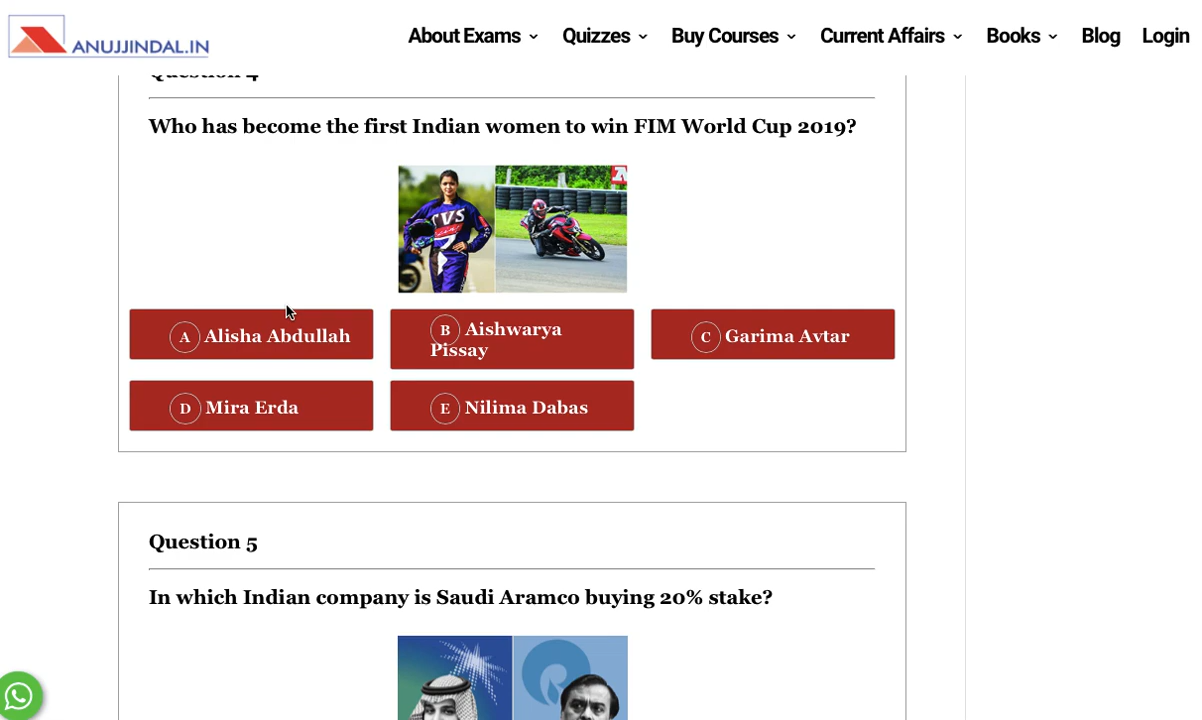 ANUJJINDAL.IN
About Exams
Quizzes
Buy Courses
Current Affairs
Books
Blog
Login
Question 4
Who has become the first Indian women to win FIM World Cup 2019?
TVS
A Alisha Abdullah
B Aishwarya
Pissay
C Garima Avtar
D Mira Erda
E Nilima Dabas
Question 5
In which Indian company is Saudi Aramco buying 20% stake?